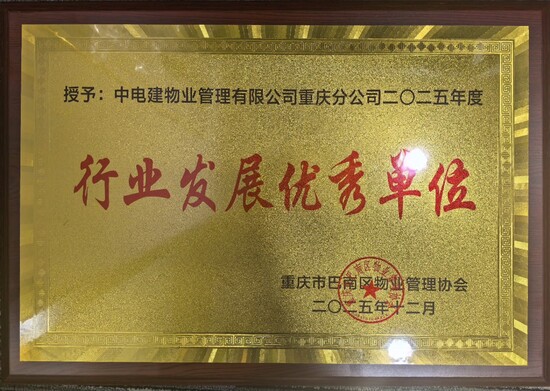 授予：中电建物业管理有限公司重庆分公司二〇二五年度
行业发展优秀单位
重庆市巴南区物业管理协会
二〇二五年十二月